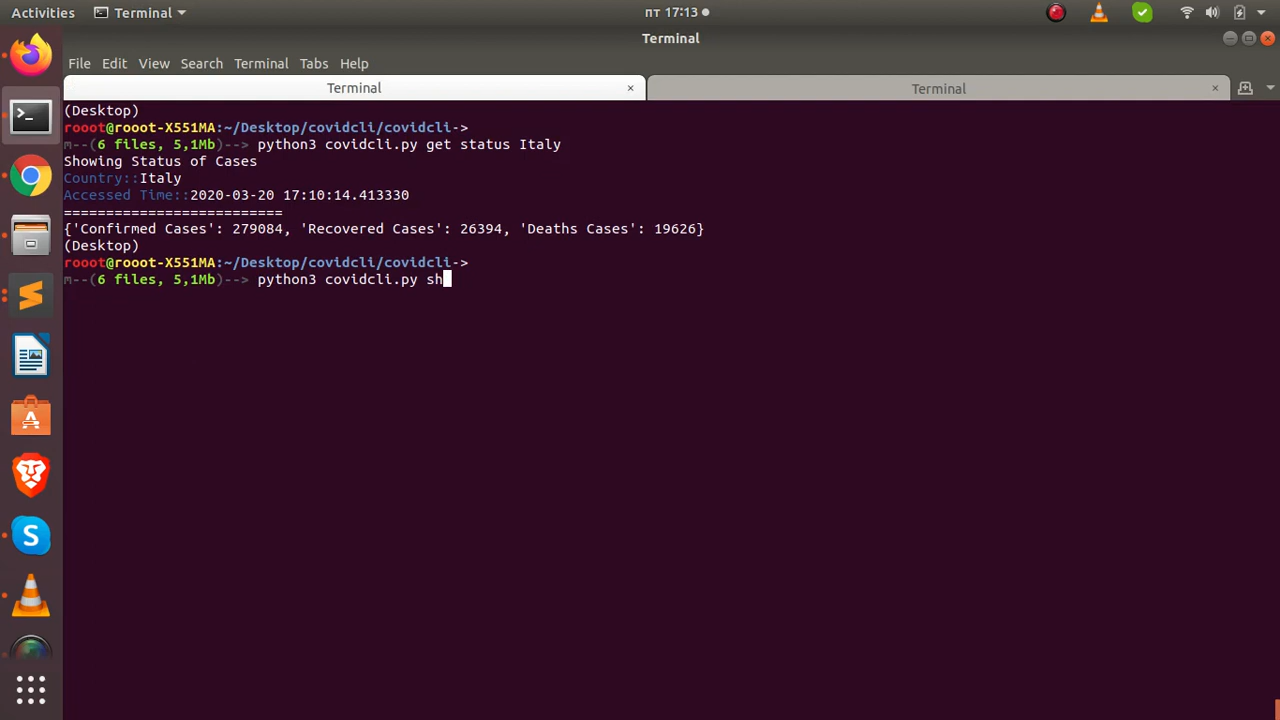 Activities Terminal пт 17:13
Terminal
File Edit View Search Terminal Tabs Help
Terminal × Terminal ×
(Desktop)
rooot@rooot-X551MA:~/Desktop/covidcli/covidcli->
m--(6 files, 5,1Mb)--> python3 covidcli.py get status Italy
Showing Status of Cases
Country::Italy
Accessed Time::2020-03-20 17:10:14.413330
==========================
{'Confirmed Cases': 279084, 'Recovered Cases': 26394, 'Deaths Cases': 19626}
(Desktop)
rooot@rooot-X551MA:~/Desktop/covidcli/covidcli->
m--(6 files, 5,1Mb)--> python3 covidcli.py sh